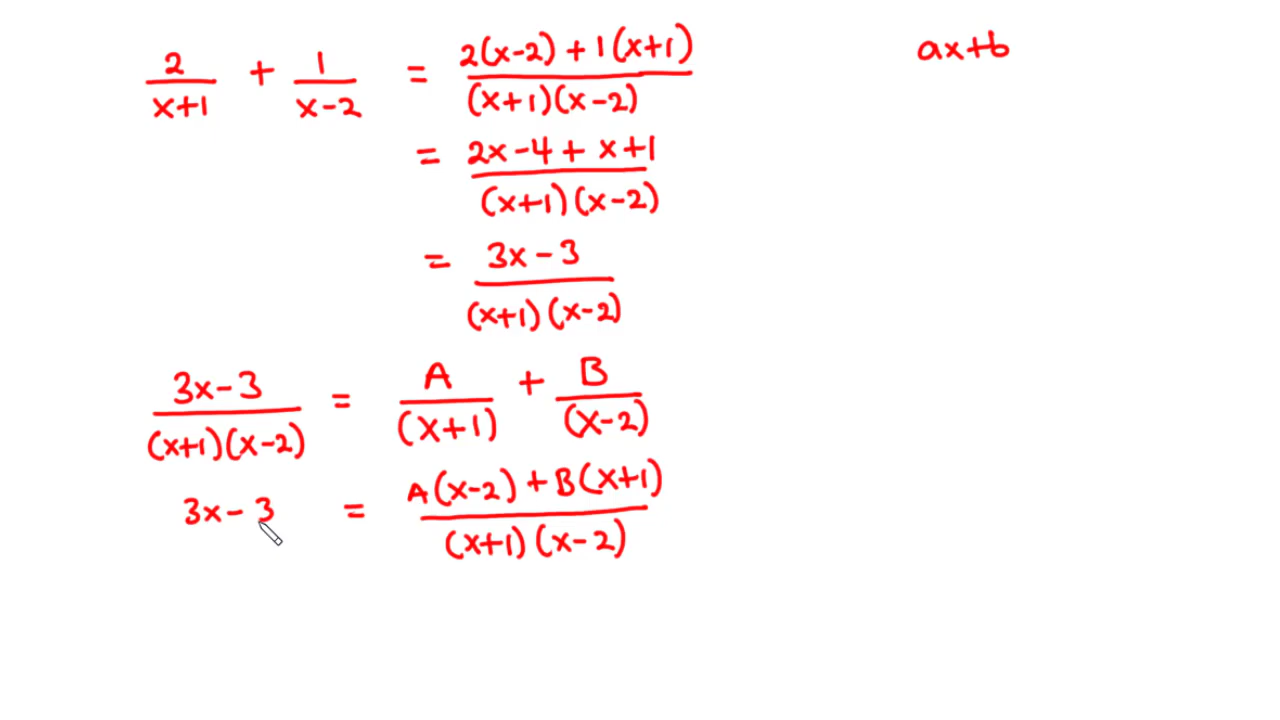 2/(x+1) + 1/(x-2) = (2(x-2) + 1(x+1))/((x+1)(x-2))
ax+b
= (2x-4 + x+1)/((x+1)(x-2))
= (3x-3)/((x+1)(x-2))
(3x-3)/((x+1)(x-2)) = A/(x+1) + B/(x-2)
3x-3 = (A(x-2) + B(x+1))/((x+1)(x-2))